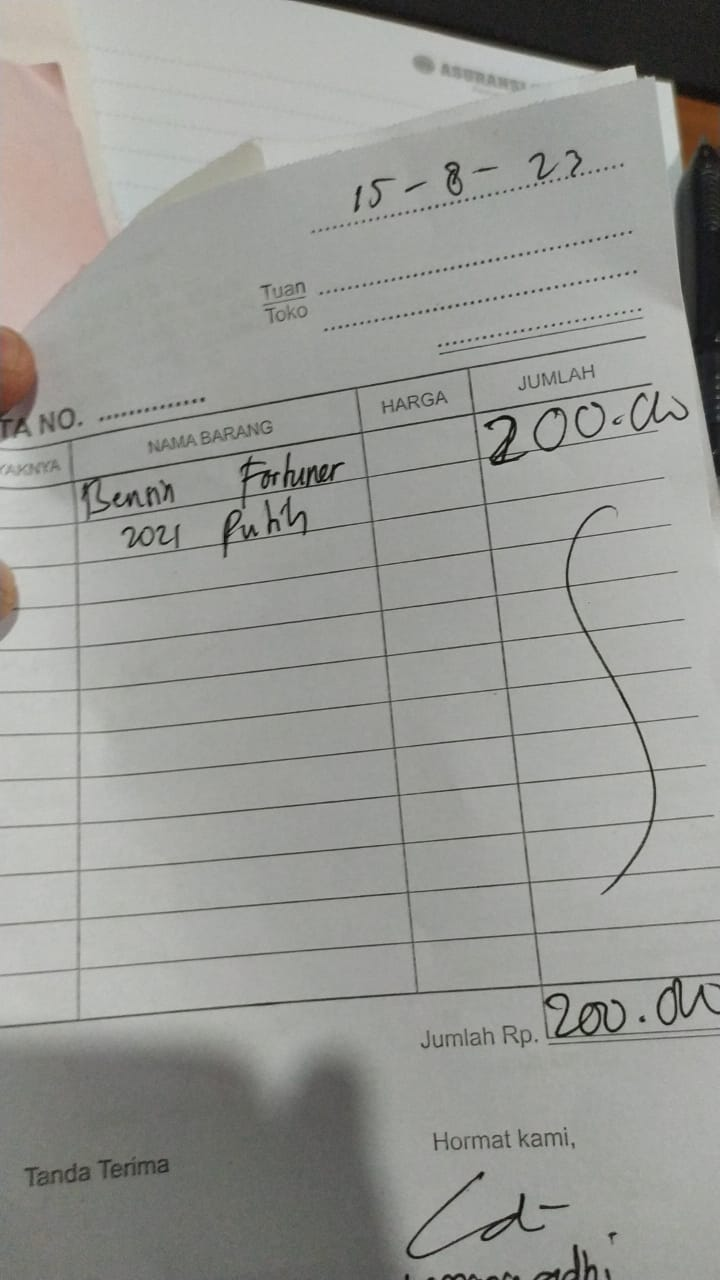 ASURANSI
15-8-23
Tuan
Toko
TA NO.
YAKNYA NAMA BARANG HARGA JUMLAH
Bensin Fortuner 200.000
2021 Putih
Jumlah Rp. 200.000
Tanda Terima Hormat kami,